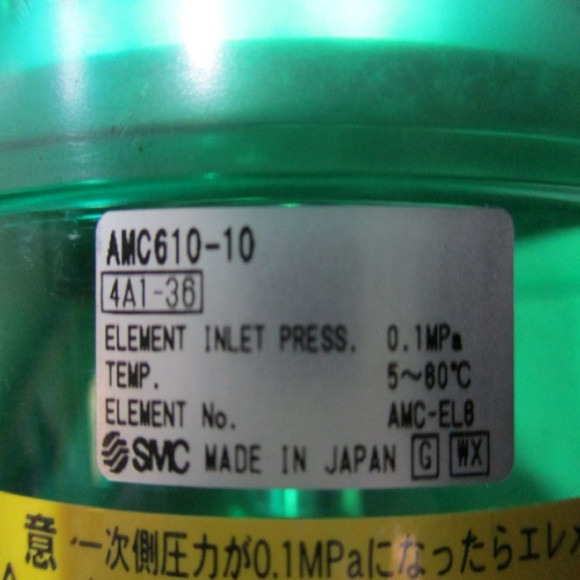 AMC610-10
4A1-36
ELEMENT INLET PRESS. 0.1MPa
TEMP. 5~80℃
ELEMENT No. AMC-EL8
SMC MADE IN JAPAN G WX
意 一次側圧力が0.1MPaになったらエレメ